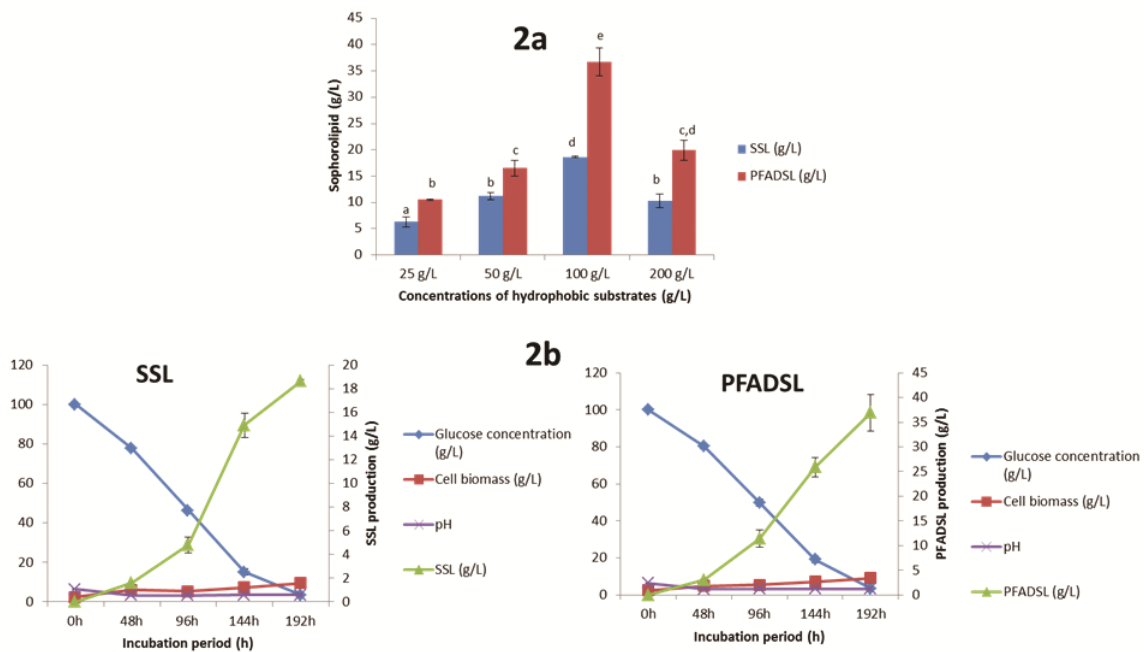 2a
Sophorolipid (g/L)
45
40
35
30
25
20
15
10
5
0
a
b
b
c
d
e
b
c,d
25 g/L
50 g/L
100 g/L
200 g/L
Concentrations of hydrophobic substrates (g/L)
SSL (g/L)
PFADSL (g/L)
2b
SSL
120
100
80
60
40
20
0
20
18
16
14
12
10
8
6
4
2
0
SSL production (g/L)
0h
48h
96h
144h
192h
Incubation period (h)
Glucose concentration
(g/L)
Cell biomass (g/L)
pH
SSL (g/L)
PFADSL
120
100
80
60
40
20
0
45
40
35
30
25
20
15
10
5
0
PFADSL production (g/L)
0h
48h
96h
144h
192h
Incubation period (h)
Glucose concentration
(g/L)
Cell biomass (g/L)
pH
PFADSL (g/L)